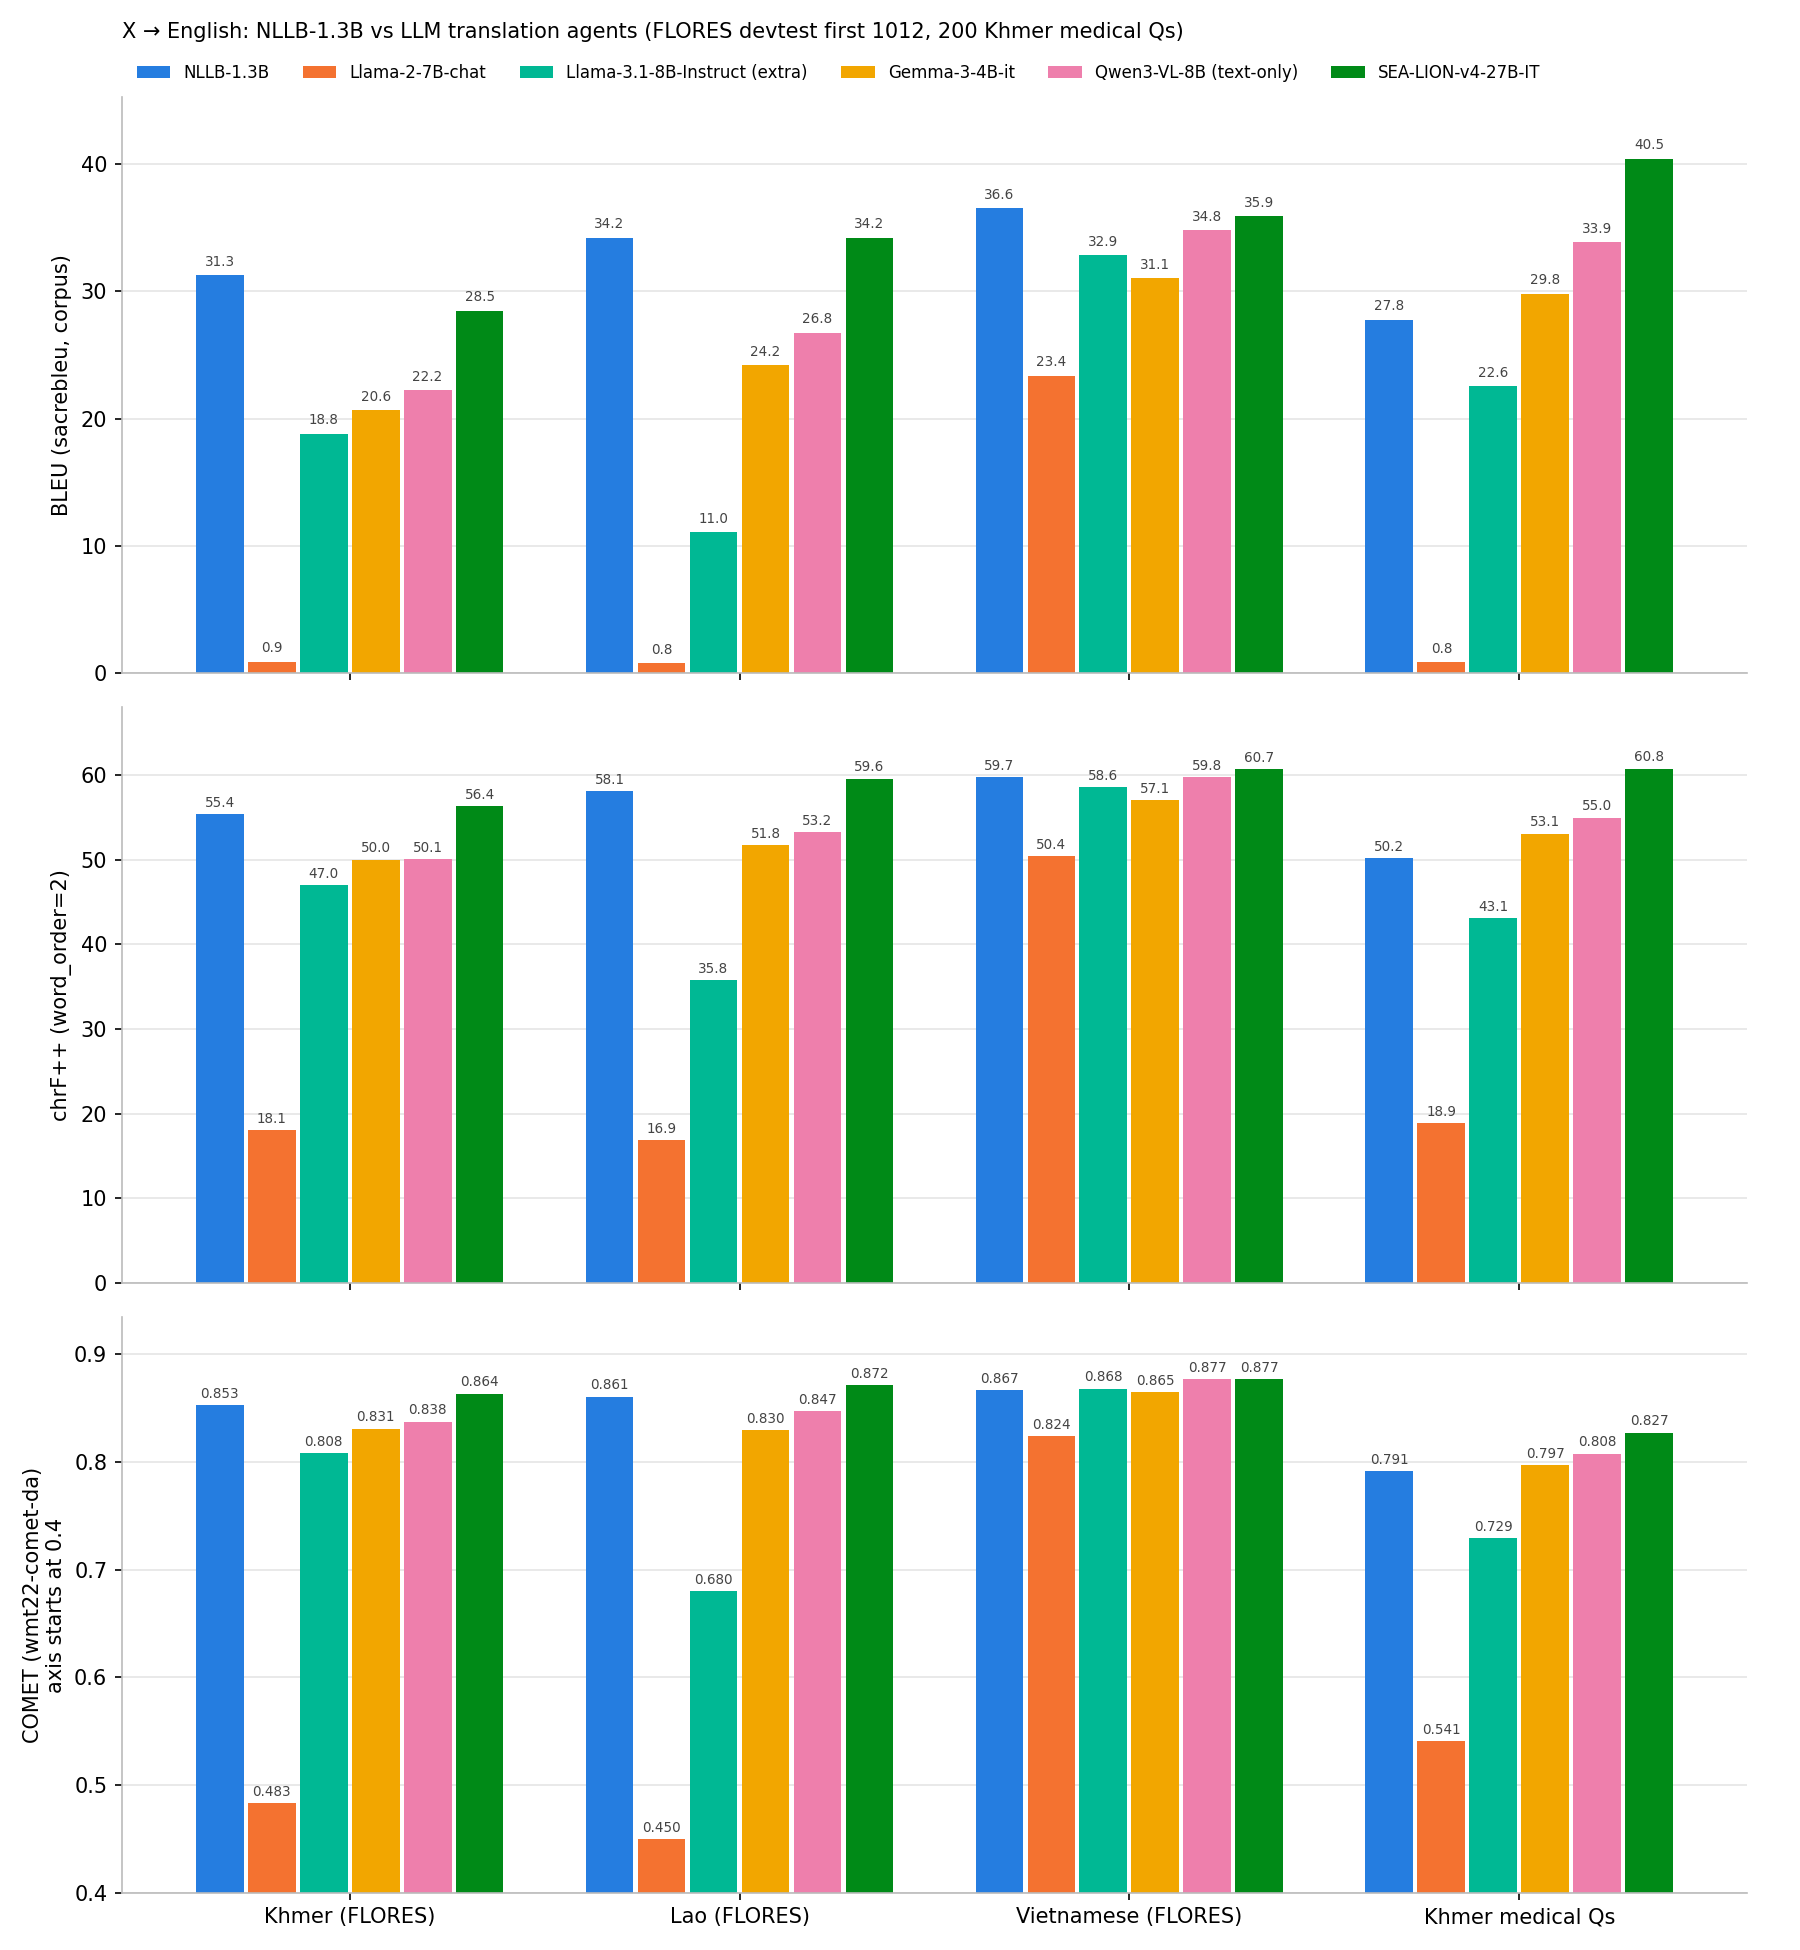 X → English: NLLB-1.3B vs LLM translation agents (FLORES devtest first 1012, 200 Khmer medical Qs)
NLLB-1.3B Llama-2-7B-chat Llama-3.1-8B-Instruct (extra) Gemma-3-4B-it Qwen3-VL-8B (text-only) SEA-LION-v4-27B-IT
BLEU (sacrebleu, corpus)
40
30
20
10
0
31.3 0.9 18.8 20.6 22.2 28.5
34.2 0.8 11.0 24.2 26.8 34.2
36.6 23.4 32.9 31.1 34.8 35.9
27.8 0.8 22.6 29.8 33.9 40.5
chrF++ (word_order=2)
60
50
40
30
20
10
0
55.4 18.1 47.0 50.0 50.1 56.4
58.1 16.9 35.8 51.8 53.2 59.6
59.7 50.4 58.6 57.1 59.8 60.7
50.2 18.9 43.1 53.1 55.0 60.8
COMET (wmt22-comet-da)
axis starts at 0.4
0.9
0.8
0.7
0.6
0.5
0.4
0.853 0.483 0.808 0.831 0.838 0.864
0.861 0.450 0.680 0.830 0.847 0.872
0.867 0.824 0.868 0.865 0.877 0.877
0.791 0.541 0.729 0.797 0.808 0.827
Khmer (FLORES) Lao (FLORES) Vietnamese (FLORES) Khmer medical Qs